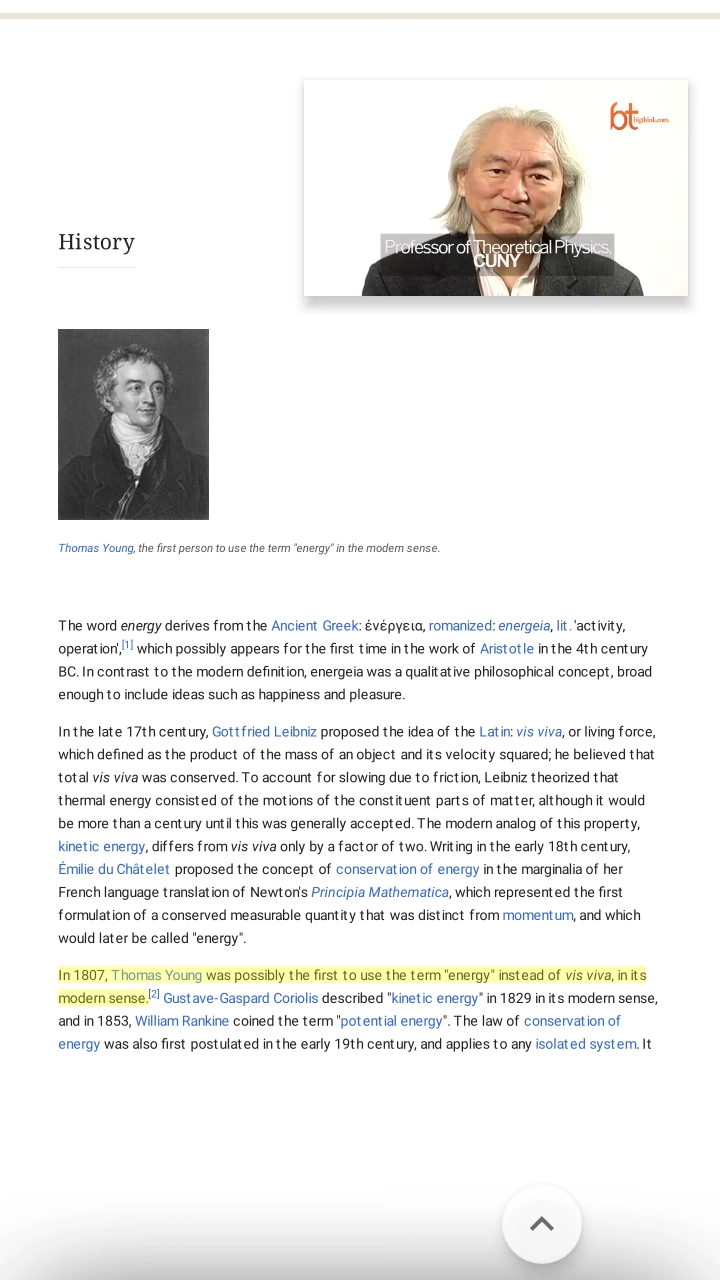 bt bigthink.com
Professor of Theoretical Physics,
CUNY
History
Thomas Young, the first person to use the term "energy" in the modern sense.
The word energy derives from the Ancient Greek: ἐνέργεια, romanized: energeia, lit. 'activity,
operation',[1] which possibly appears for the first time in the work of Aristotle in the 4th century
BC. In contrast to the modern definition, energeia was a qualitative philosophical concept, broad
enough to include ideas such as happiness and pleasure.
In the late 17th century, Gottfried Leibniz proposed the idea of the Latin: vis viva, or living force,
which defined as the product of the mass of an object and its velocity squared; he believed that
total vis viva was conserved. To account for slowing due to friction, Leibniz theorized that
thermal energy consisted of the motions of the constituent parts of matter, although it would
be more than a century until this was generally accepted. The modern analog of this property,
kinetic energy, differs from vis viva only by a factor of two. Writing in the early 18th century,
Émilie du Châtelet proposed the concept of conservation of energy in the marginalia of her
French language translation of Newton's Principia Mathematica, which represented the first
formulation of a conserved measurable quantity that was distinct from momentum, and which
would later be called "energy".
In 1807, Thomas Young was possibly the first to use the term "energy" instead of vis viva, in its
modern sense.[2] Gustave-Gaspard Coriolis described "kinetic energy" in 1829 in its modern sense,
and in 1853, William Rankine coined the term "potential energy". The law of conservation of
energy was also first postulated in the early 19th century, and applies to any isolated system. It